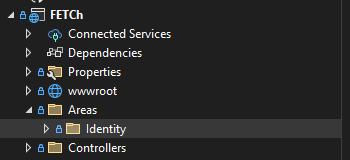 FETCh
Connected Services
Dependencies
Properties
wwwroot
Areas
Identity
Controllers